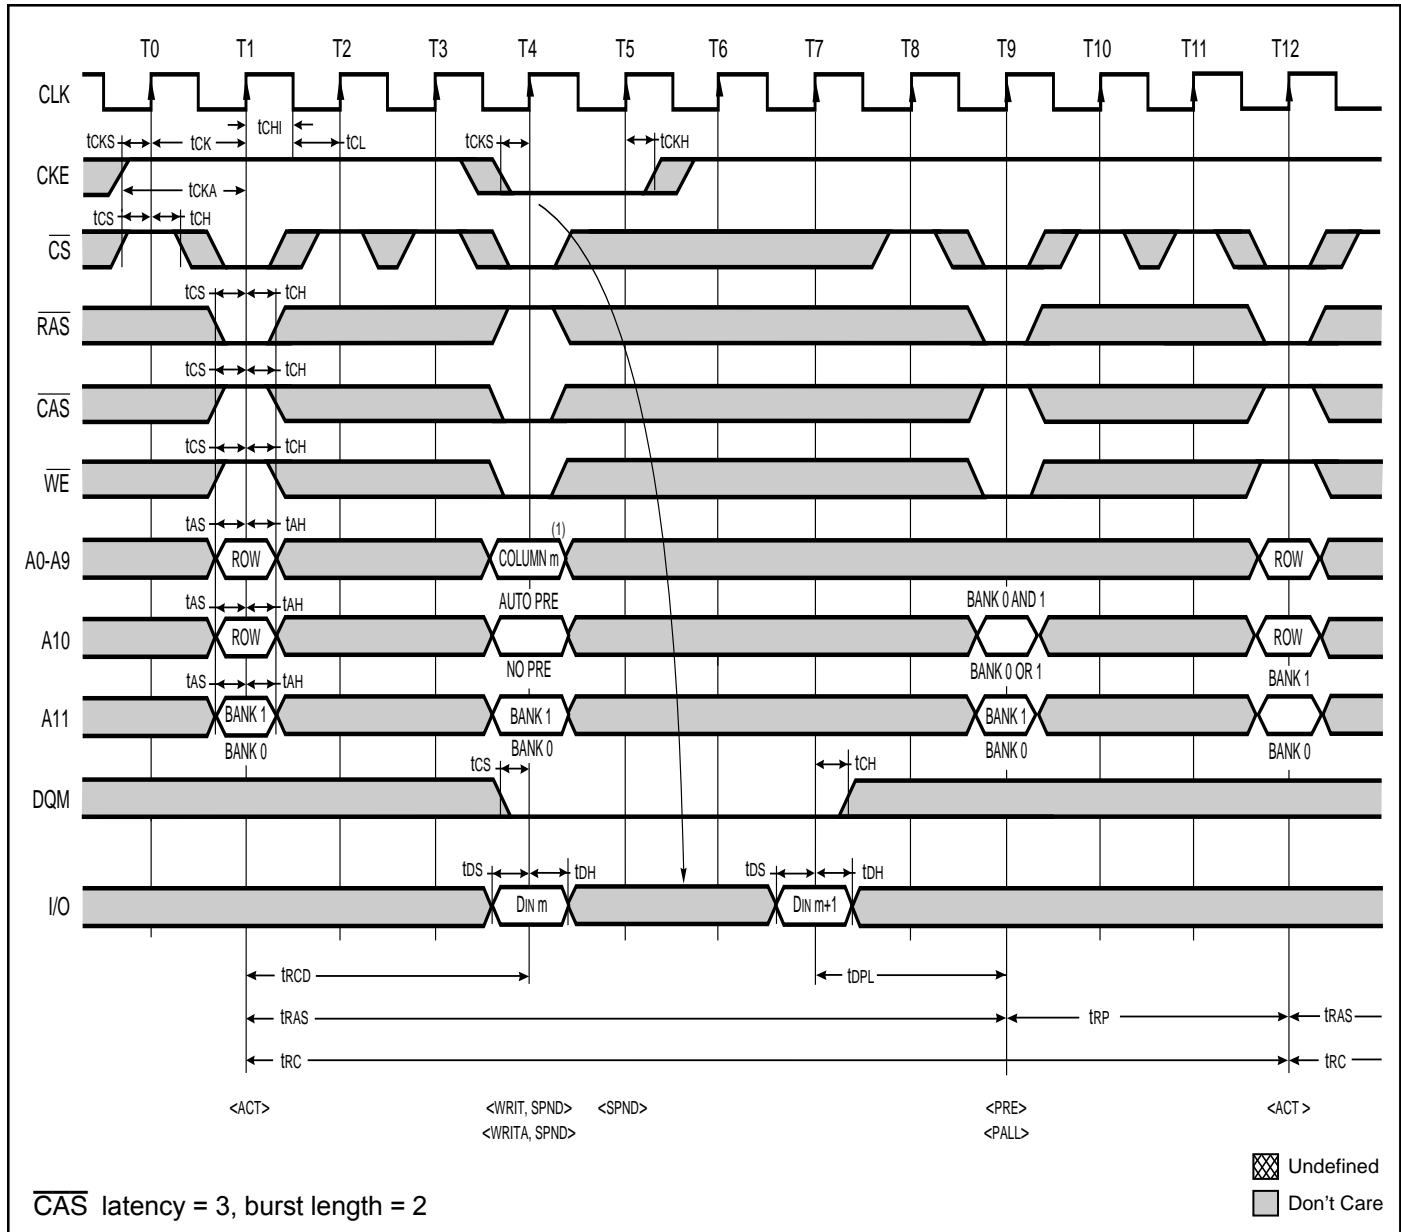 T0 T1 T2 T3 T4 T5 T6 T7 T8 T9 T10 T11 T12
CLK
tCHI
tCKS tCK tCL tCKS tCKH
CKE
tCKA
tCS tCH
CS
tCS tCH
RAS
tCS tCH
CAS
tCS tCH
WE
tAS tAH (1)
A0-A9 ROW COLUMN m ROW
tAS tAH AUTO PRE BANK 0 AND 1
A10 ROW ROW
NO PRE BANK 0 OR 1 BANK 1
tAS tAH
A11 BANK 1 BANK 1 BANK 1
BANK 0 BANK 0 BANK 0 BANK 0
tCS tCH
DQM
tDS tDH tDS tDH
I/O DIN m DIN m+1
tRCD tDPL
tRAS tRP tRAS
tRC tRC
<ACT> <WRIT, SPND> <SPND> <PRE> <ACT >
<WRITA, SPND> <PALL>
Undefined
CAS latency = 3, burst length = 2 Don't Care